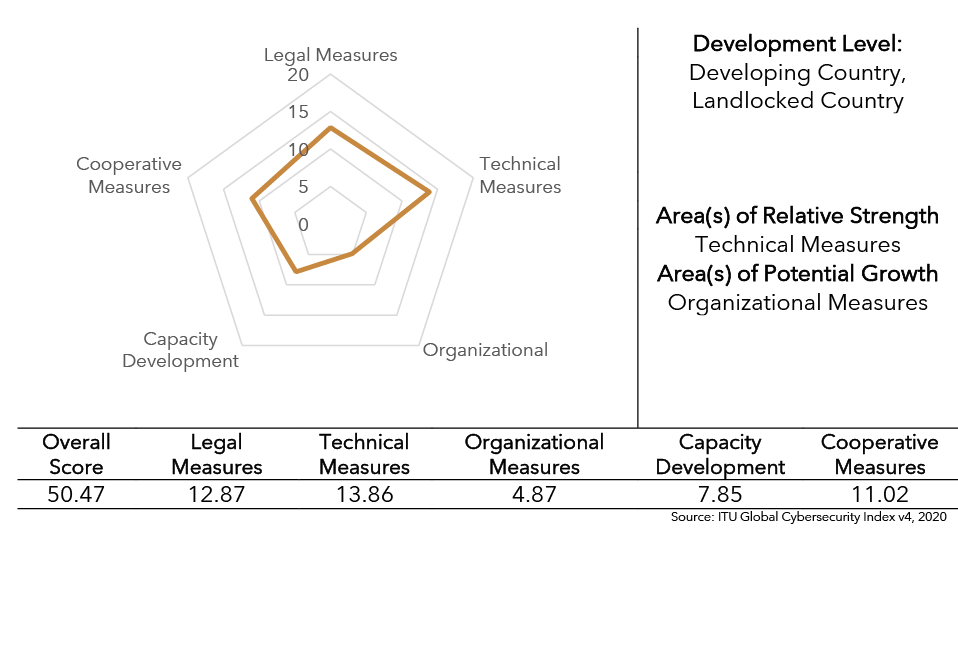 Legal Measures
20
15
10
5
0
Technical
Measures
Organizational
Capacity
Development
Cooperative
Measures
Development Level:
Developing Country,
Landlocked Country
Area(s) of Relative Strength
Technical Measures
Area(s) of Potential Growth
Organizational Measures
Overall Score Legal Measures Technical Measures Organizational Measures Capacity Development Cooperative Measures
50.47 12.87 13.86 4.87 7.85 11.02
Source: ITU Global Cybersecurity Index v4, 2020